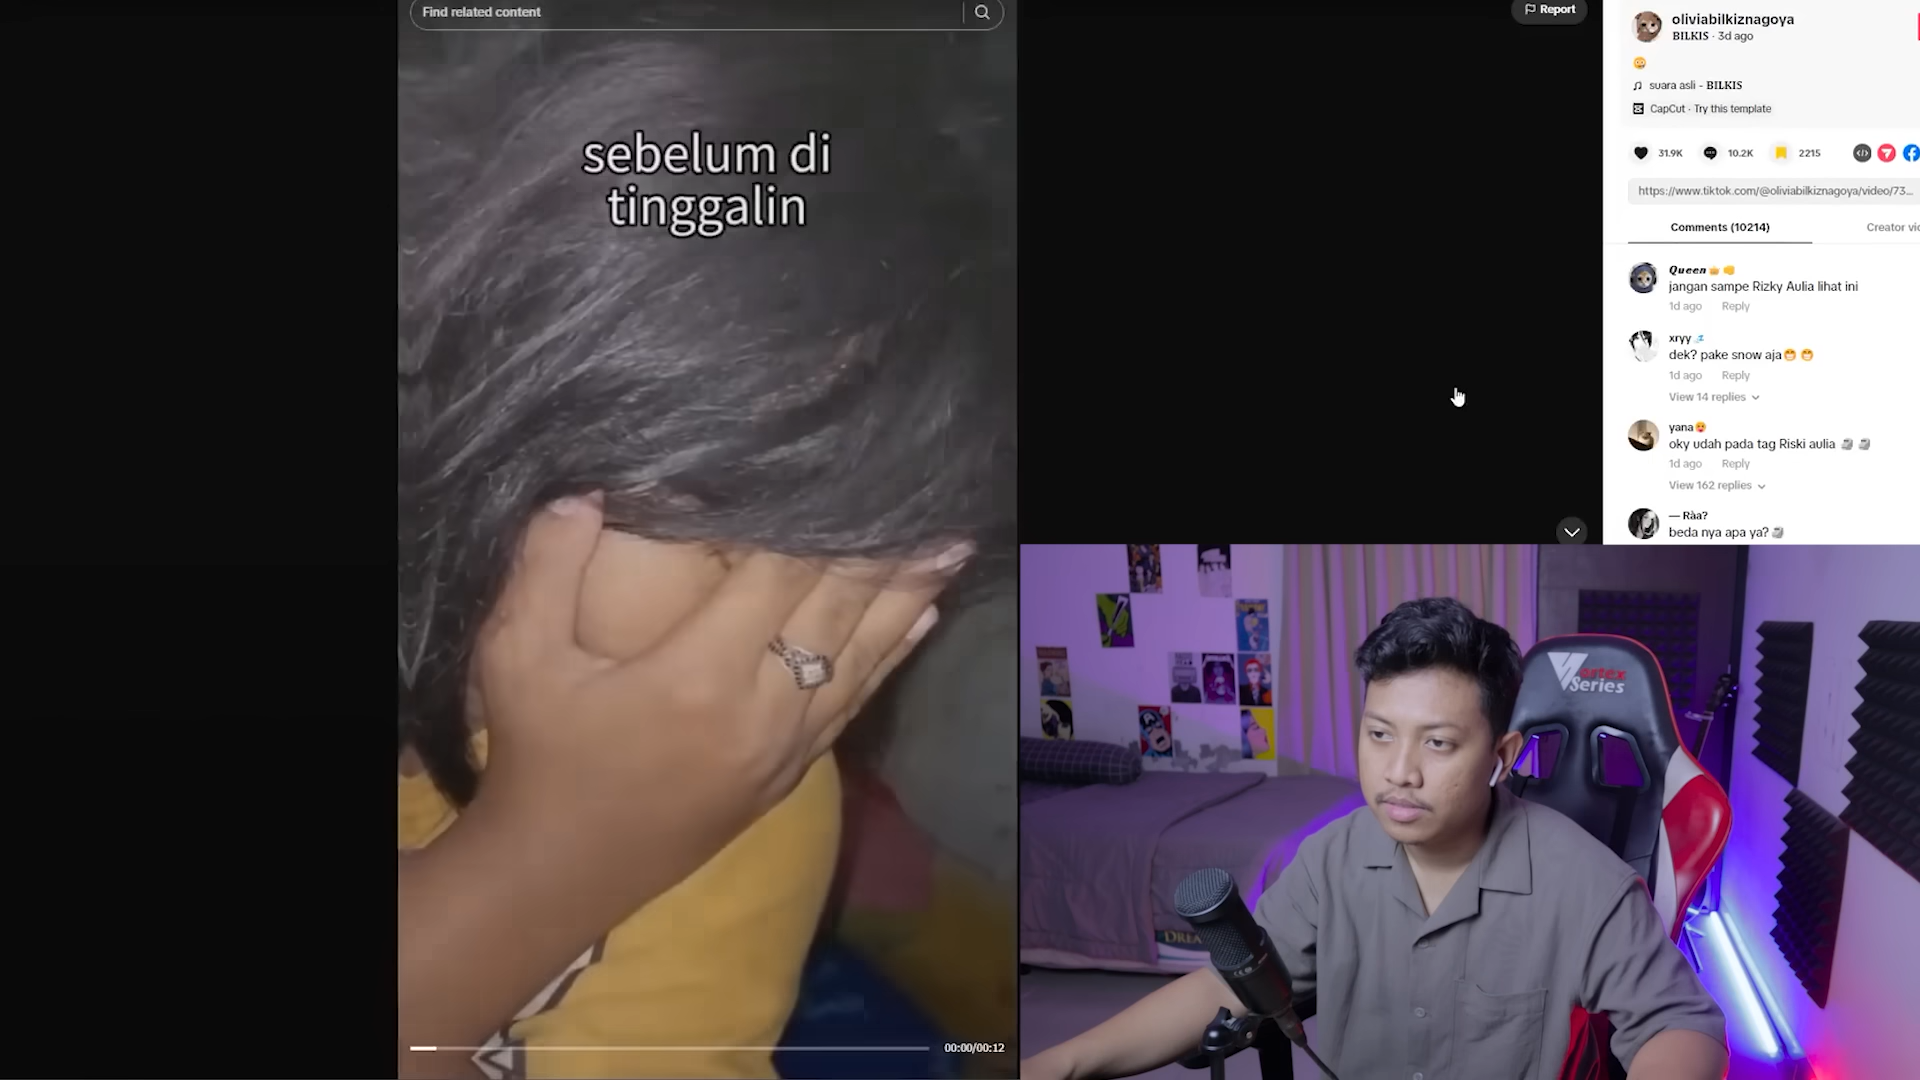 Find related content
sebelum di
tinggalin
00:00/00:12
Report
oliviabilkiznagoya
BILKIS · 3d ago
suara asli - BILKIS
CapCut · Try this template
31.9K
10.2K
2215
https://www.tiktok.com/@oliviabilkiznagoya/video/73...
Comments (10214)
Creator vi
Queen
jangan sampe Rizky Aulia lihat ini
1d ago
Reply
xryy
dek? pake snow aja😁😁
1d ago
Reply
View 14 replies
yana🥵
oky udah pada tag Riski aulia 🗿🗿
1d ago
Reply
View 162 replies
— Ràa?
beda nya apa ya?🗿
Vortex
Series
DREA